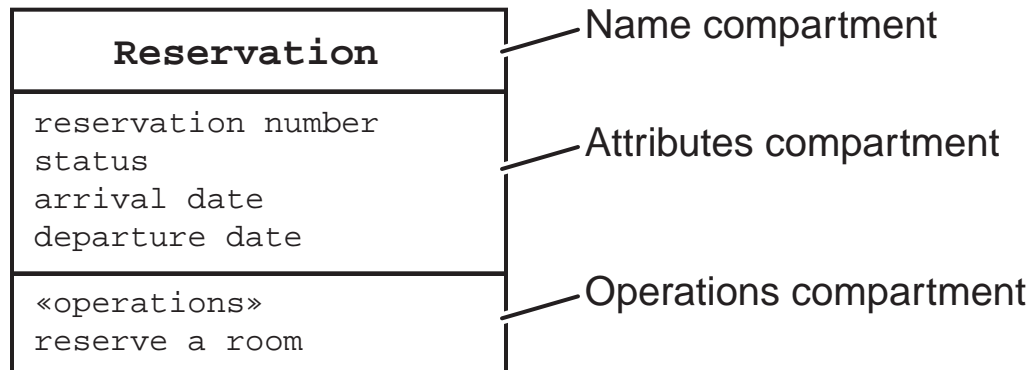 Reservation
Name compartment
reservation number
status
arrival date
departure date
Attributes compartment
«operations»
reserve a room
Operations compartment